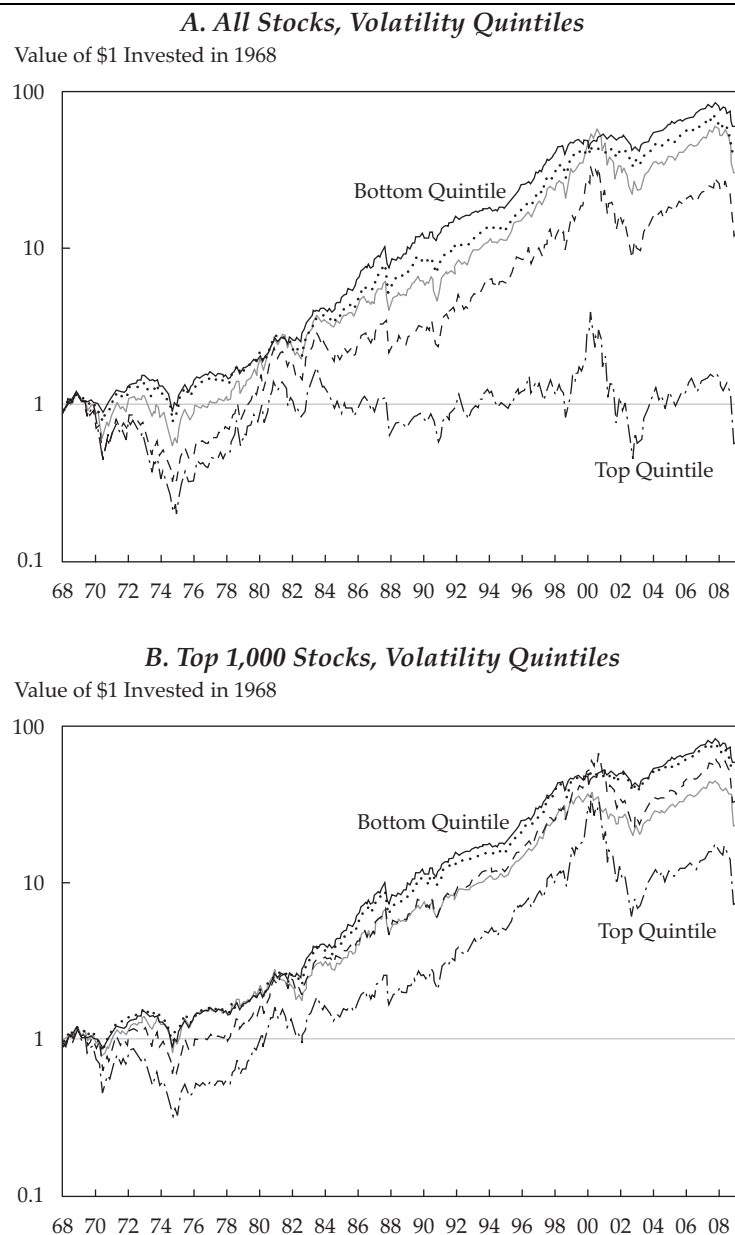 A. All Stocks, Volatility Quintiles
Value of $1 Invested in 1968
100
Bottom Quintile
10
1
Top Quintile
0.1
68 70 72 74 76 78 80 82 84 86 88 90 92 94 96 98 00 02 04 06 08
B. Top 1,000 Stocks, Volatility Quintiles
Value of $1 Invested in 1968
100
Bottom Quintile
10
Top Quintile
1
0.1
68 70 72 74 76 78 80 82 84 86 88 90 92 94 96 98 00 02 04 06 08